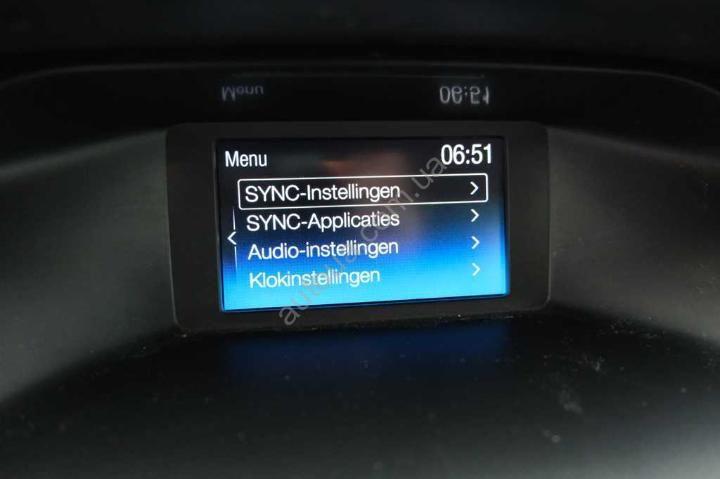 Menu 06:51
SYNC-Instellingen
SYNC-Applicaties
Audio-instellingen
Klokinstellingen